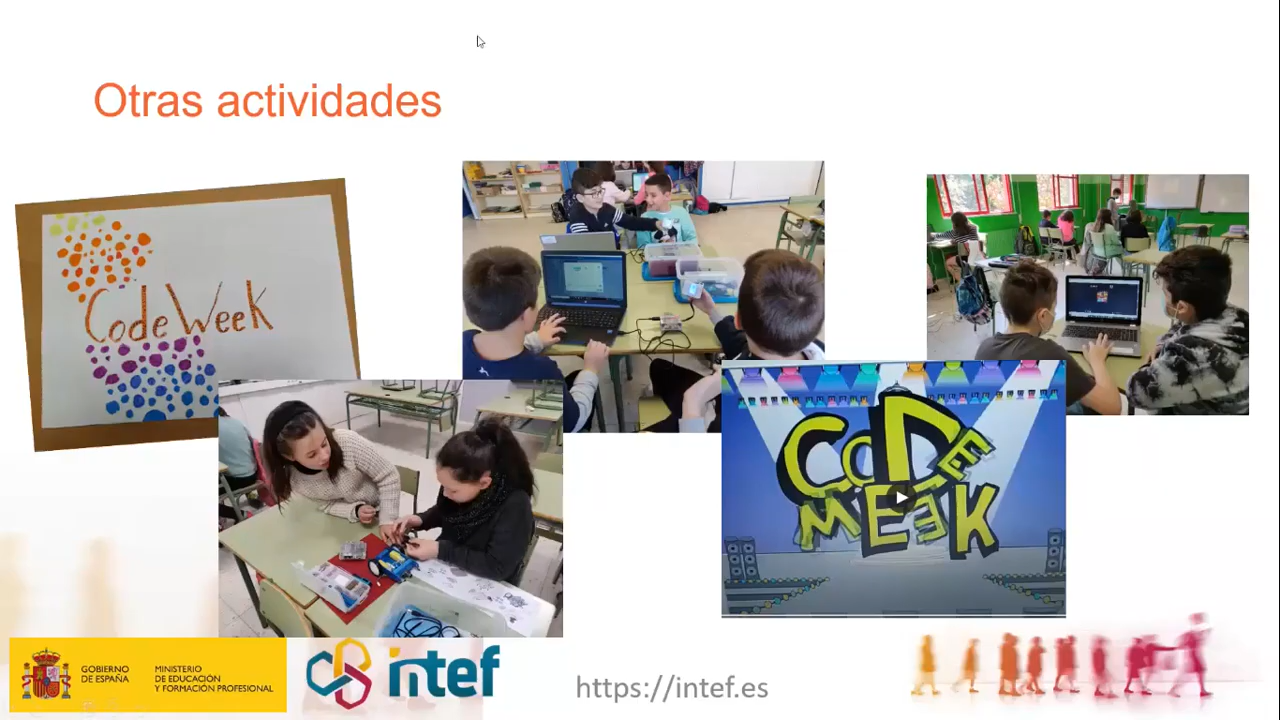 Otras actividades
CodeWeek
CODE
WEEK
GOBIERNO
DE ESPAÑA
MINISTERIO
DE EDUCACIÓN
Y FORMACIÓN PROFESIONAL
intef
https://intef.es